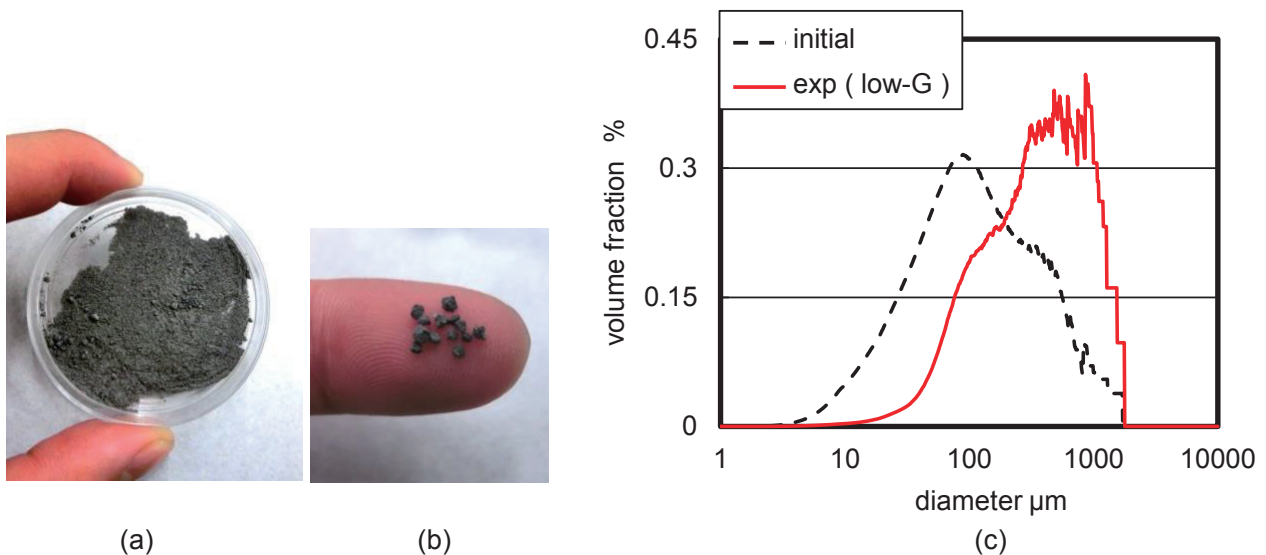 initial
exp ( low-G )
0.45
0.3
0.15
0
volume fraction %
1 10 100 1000 10000
diameter µm
(a) (b) (c)